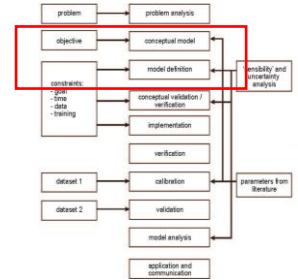 problem
problem analysis
objective
conceptual model
model definition
constraints:
- goal
- time
- data
- training
'sensibility' and
uncertainty
analysis
conceptual validation /
verification
implementation
verification
dataset 1
calibration
parameters from
literature
dataset 2
validation
model analysis
application and
communication